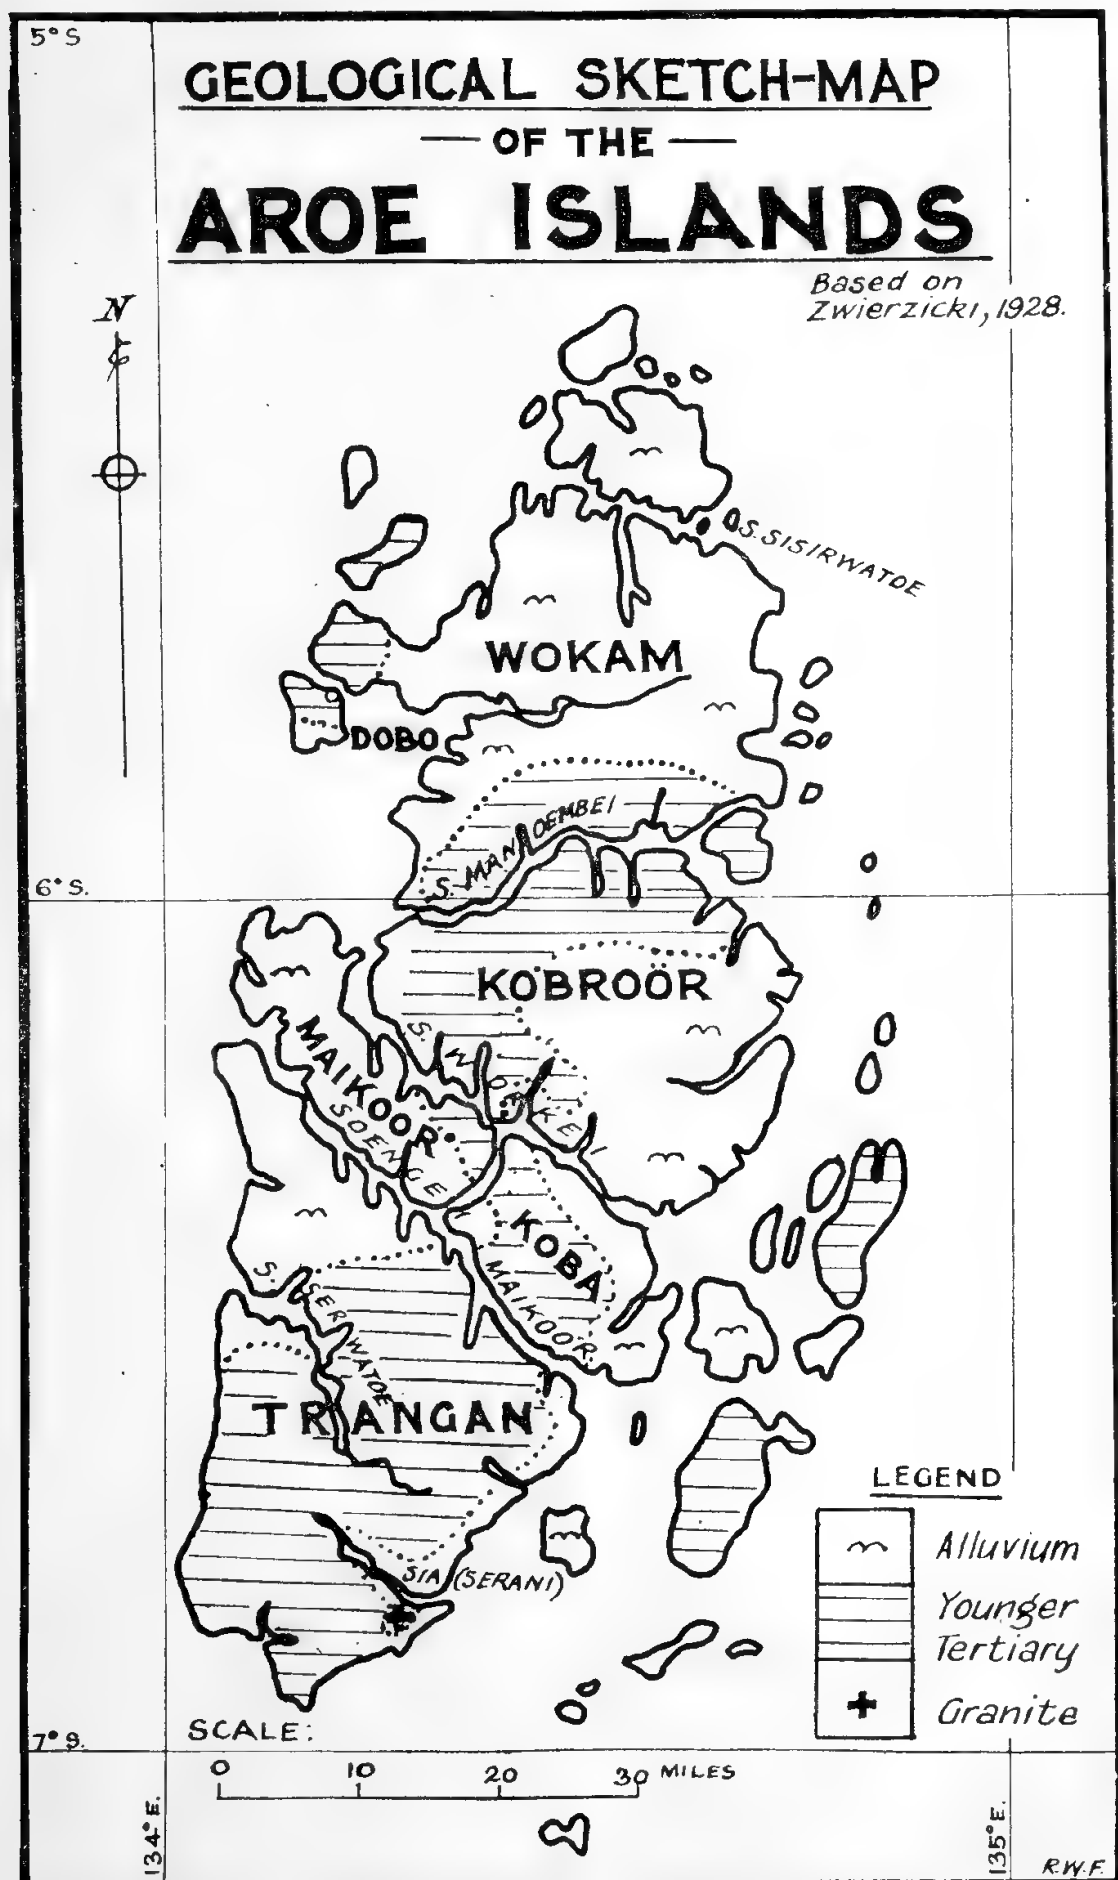 5° S
GEOLOGICAL SKETCH-MAP
— OF THE —
AROE ISLANDS
Based on
Zwierzicki, 1928.
N
S. SISIRWATOE
WOKAM
DOBO
S. MANOEMBEI
6° S.
KOBROÖR
S. WORKEI
MAIKOOR
SOENGEI
KOBA
MAIKOOR.
S. SERWATOE
TRANGAN
SIA (SERANI)
LEGEND
Alluvium
Younger
Tertiary
Granite
SCALE:
7° S.
0 10 20 30 MILES
134° E.
135° E.
R.W.F.